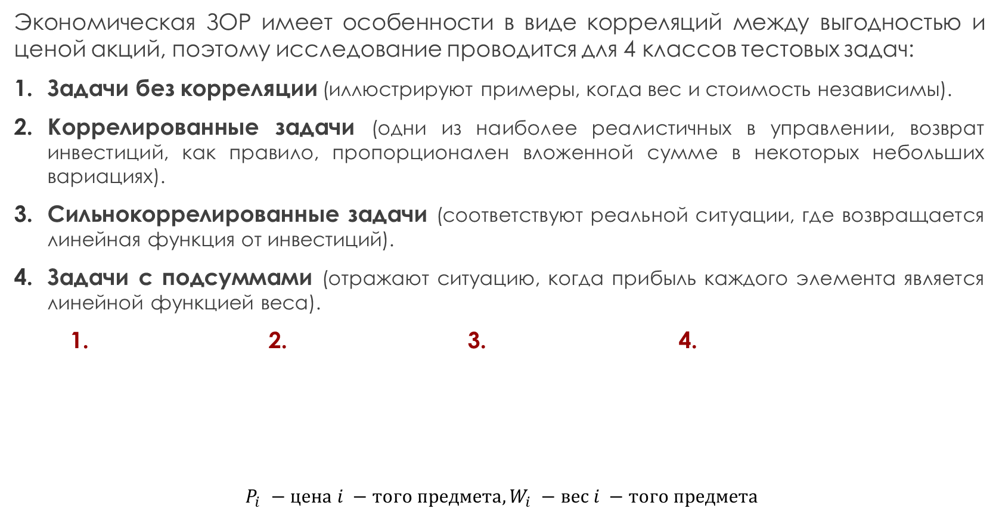 Экономическая ЗОР имеет особенности в виде корреляций между выгодностью и
ценой акций, поэтому исследование проводится для 4 классов тестовых задач:
1. Задачи без корреляции (иллюстрируют примеры, когда вес и стоимость независимы).
2. Коррелированные задачи (одни из наиболее реалистичных в управлении, возврат
инвестиций, как правило, пропорционален вложенной сумме в некоторых небольших
вариациях).
3. Сильнокоррелированные задачи (соответствуют реальной ситуации, где возвращается
линейная функция от инвестиций).
4. Задачи с подсуммами (отражают ситуацию, когда прибыль каждого элемента является
линейной функцией веса).
1. 2. 3. 4.
P_i − цена i − того предмета, W_i − вес i − того предмета